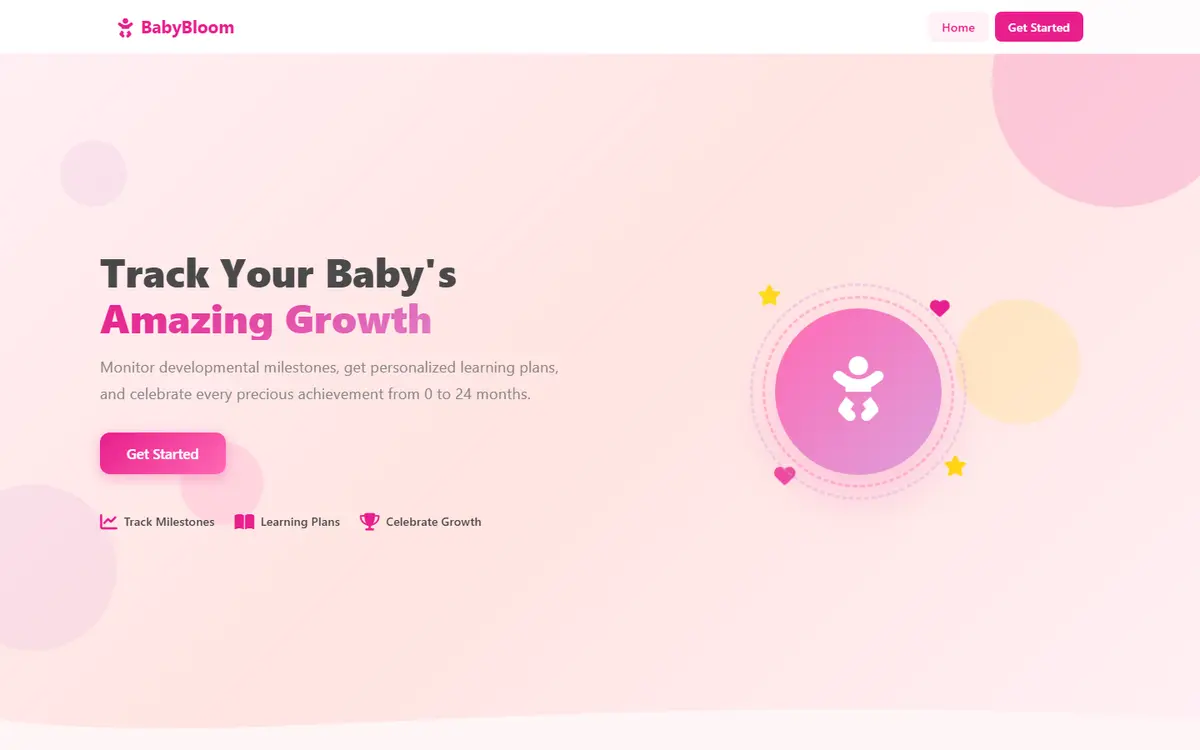 BabyBloom
Home
Get Started
Track Your Baby's
Amazing Growth
Monitor developmental milestones, get personalized learning plans,
and celebrate every precious achievement from 0 to 24 months.
Get Started
Track Milestones
Learning Plans
Celebrate Growth